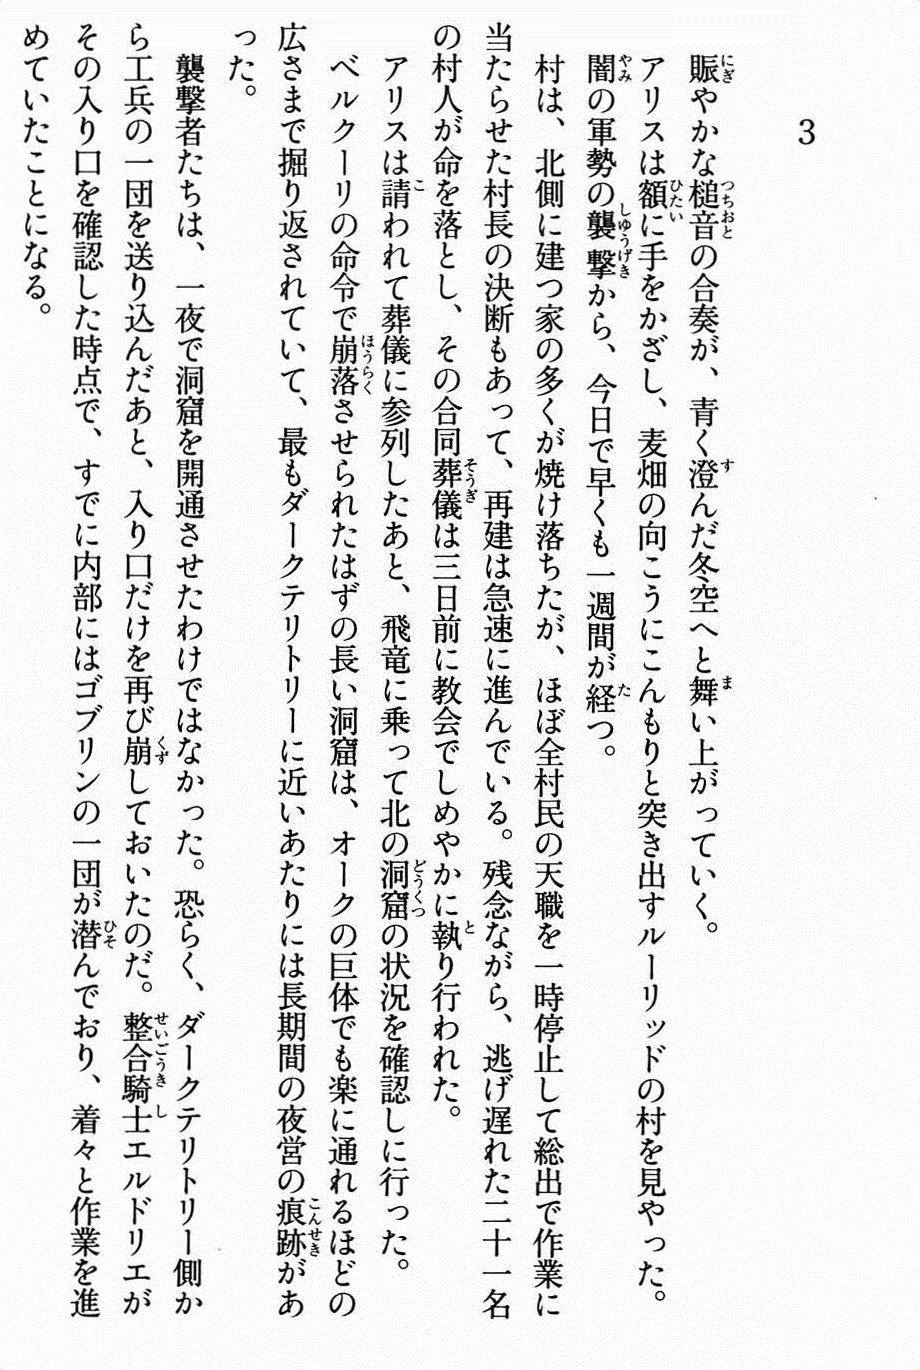 3
賑やかな槌音の合奏が、青く澄んだ冬空へと舞い上がっていく。
アリスは額に手をかざし、麦畑の向こうにこんもりと突き出すルーリッドの村を見やった。
闇の軍勢の襲撃から、今日で早くも一週間が経つ。
村は、北側に建つ家の多くが焼け落ちたが、ほぼ全村民の天職を一時停止して総出で作業に
当たらせた村長の決断もあって、再建は急速に進んでいる。残念ながら、逃げ遅れた二十一名
の村人が命を落とし、その合同葬儀は三日前に教会でしめやかに執り行われた。
アリスは請われて葬儀に参列したあと、飛竜に乗って北の洞窟の状況を確認しに行った。
ベルクーリの命令で崩落させられたはずの長い洞窟は、オークの巨体でも楽に通れるほどの
広さまで掘り返されていて、最もダークテリトリーに近いあたりには長期間の夜営の痕跡があ
った。
襲撃者たちは、一夜で洞窟を開通させたわけではなかった。恐らく、ダークテリトリー側か
ら工兵の一団を送り込んだあと、入り口だけを再び崩しておいたのだ。整合騎士エルドリエが
その入り口を確認した時点で、すでに内部にはゴブリンの一団が潜んでおり、着々と作業を進
めていたことになる。